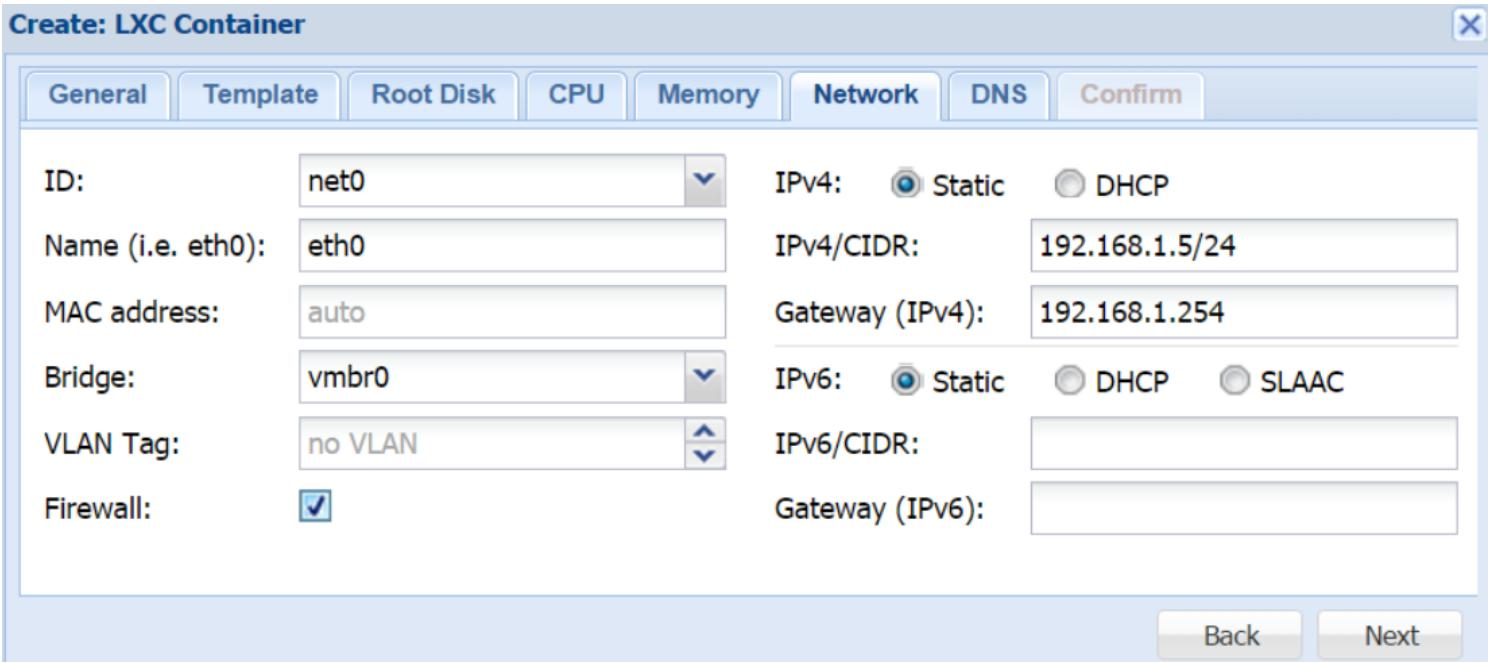 Create: LXC Container
General Template Root Disk CPU Memory Network DNS Confirm
ID: net0
Name (i.e. eth0): eth0
MAC address: auto
Bridge: vmbr0
VLAN Tag: no VLAN
Firewall:
IPv4: Static DHCP
IPv4/CIDR: 192.168.1.5/24
Gateway (IPv4): 192.168.1.254
IPv6: Static DHCP SLAAC
IPv6/CIDR:
Gateway (IPv6):
Back Next